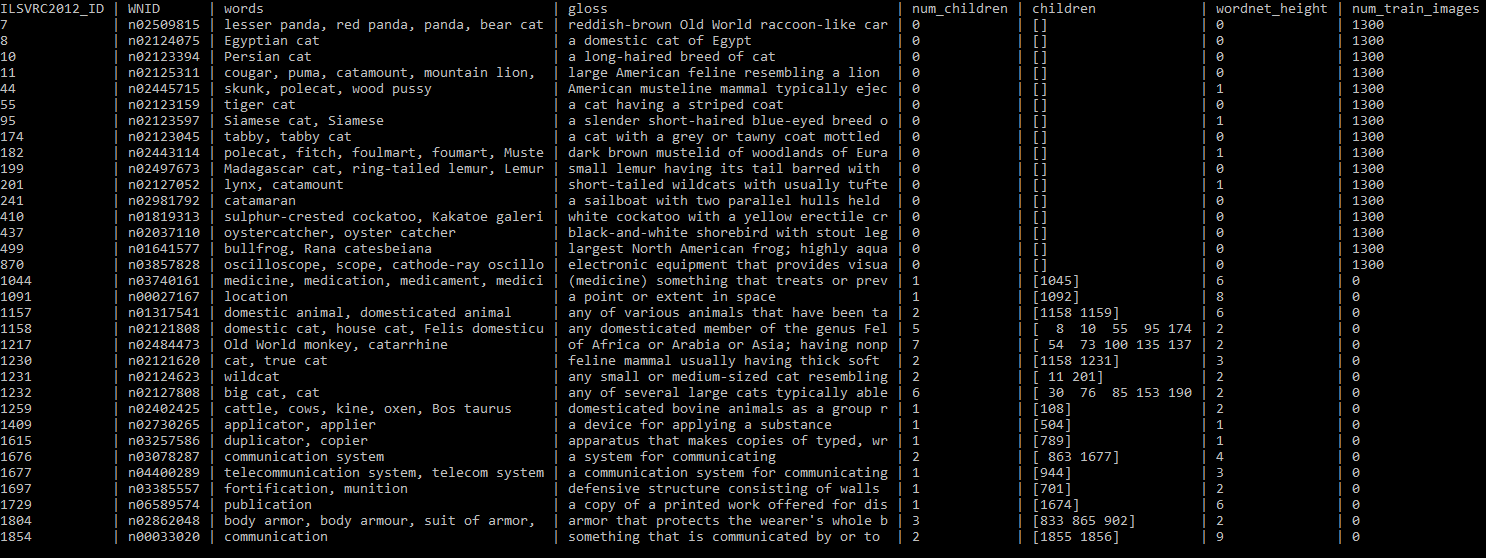 ILSVRC2012_ID | WNID | words | gloss | num_children | children | wordnet_height | num_train_images
7 | n02509815 | lesser panda, red panda, panda, bear cat | reddish-brown Old World raccoon-like car | 0 | [] | 0 | 1300
8 | n02124075 | Egyptian cat | a domestic cat of Egypt | 0 | [] | 0 | 1300
10 | n02123394 | Persian cat | a long-haired breed of cat | 0 | [] | 0 | 1300
11 | n02125311 | cougar, puma, catamount, mountain lion, | large American feline resembling a lion | 0 | [] | 0 | 1300
44 | n02445715 | skunk, polecat, wood pussy | American musteline mammal typically ejec | 0 | [] | 1 | 1300
55 | n02123159 | tiger cat | a cat having a striped coat | 0 | [] | 0 | 1300
95 | n02123597 | Siamese cat, Siamese | a slender short-haired blue-eyed breed o | 0 | [] | 1 | 1300
174 | n02123045 | tabby, tabby cat | a cat with a grey or tawny coat mottled | 0 | [] | 0 | 1300
182 | n02443114 | polecat, fitch, foulmart, foumart, Muste | dark brown mustelid of woodlands of Eura | 0 | [] | 1 | 1300
199 | n02497673 | Madagascar cat, ring-tailed lemur, Lemur | small lemur having its tail barred with | 0 | [] | 0 | 1300
201 | n02127052 | lynx, catamount | short-tailed wildcats with usually tufte | 0 | [] | 1 | 1300
241 | n02981792 | catamaran | a sailboat with two parallel hulls held | 0 | [] | 0 | 1300
410 | n01819313 | sulphur-crested cockatoo, Kakatoe galeri | white cockatoo with a yellow erectile cr | 0 | [] | 0 | 1300
437 | n02037110 | oystercatcher, oyster catcher | black-and-white shorebird with stout leg | 0 | [] | 0 | 1300
499 | n01641577 | bullfrog, Rana catesbeiana | largest North American frog; highly aqua | 0 | [] | 0 | 1300
870 | n03857828 | oscilloscope, scope, cathode-ray oscillo | electronic equipment that provides visua | 0 | [] | 0 | 1300
1044 | n03740161 | medicine, medication, medicament, medici | (medicine) something that treats or prev | 1 | [1045] | 6 | 0
1091 | n00027167 | location | a point or extent in space | 1 | [1092] | 8 | 0
1157 | n01317541 | domestic animal, domesticated animal | any of various animals that have been ta | 2 | [1158 1159] | 6 | 0
1158 | n02121808 | domestic cat, house cat, Felis domesticu | any domesticated member of the genus Fel | 5 | [  8  10  55  95 174 | 2 | 0
1217 | n02484473 | Old World monkey, catarrhine | of Africa or Arabia or Asia; having nonp | 7 | [ 54  73 100 135 137 | 2 | 0
1230 | n02121620 | cat, true cat | feline mammal usually having thick soft | 2 | [1158 1231] | 3 | 0
1231 | n02124623 | wildcat | any small or medium-sized cat resembling | 2 | [ 11 201] | 2 | 0
1232 | n02127808 | big cat, cat | any of several large cats typically able | 6 | [ 30  76  85 153 190 | 2 | 0
1259 | n02402425 | cattle, cows, kine, oxen, Bos taurus | domesticated bovine animals as a group r | 1 | [108] | 2 | 0
1409 | n02730265 | applicator, applier | a device for applying a substance | 1 | [504] | 1 | 0
1615 | n03257586 | duplicator, copier | apparatus that makes copies of typed, wr | 1 | [789] | 1 | 0
1676 | n03078287 | communication system | a system for communicating | 2 | [ 863 1677] | 4 | 0
1677 | n04400289 | telecommunication system, telecom system | a communication system for communicating | 1 | [944] | 3 | 0
1697 | n03385557 | fortification, munition | defensive structure consisting of walls | 1 | [701] | 2 | 0
1729 | n06589574 | publication | a copy of a printed work offered for dis | 1 | [1674] | 6 | 0
1804 | n02862048 | body armor, body armour, suit of armor, | armor that protects the wearer's whole b | 3 | [833 865 902] | 2 | 0
1854 | n00033020 | communication | something that is communicated by or to | 2 | [1855 1856] | 9 | 0